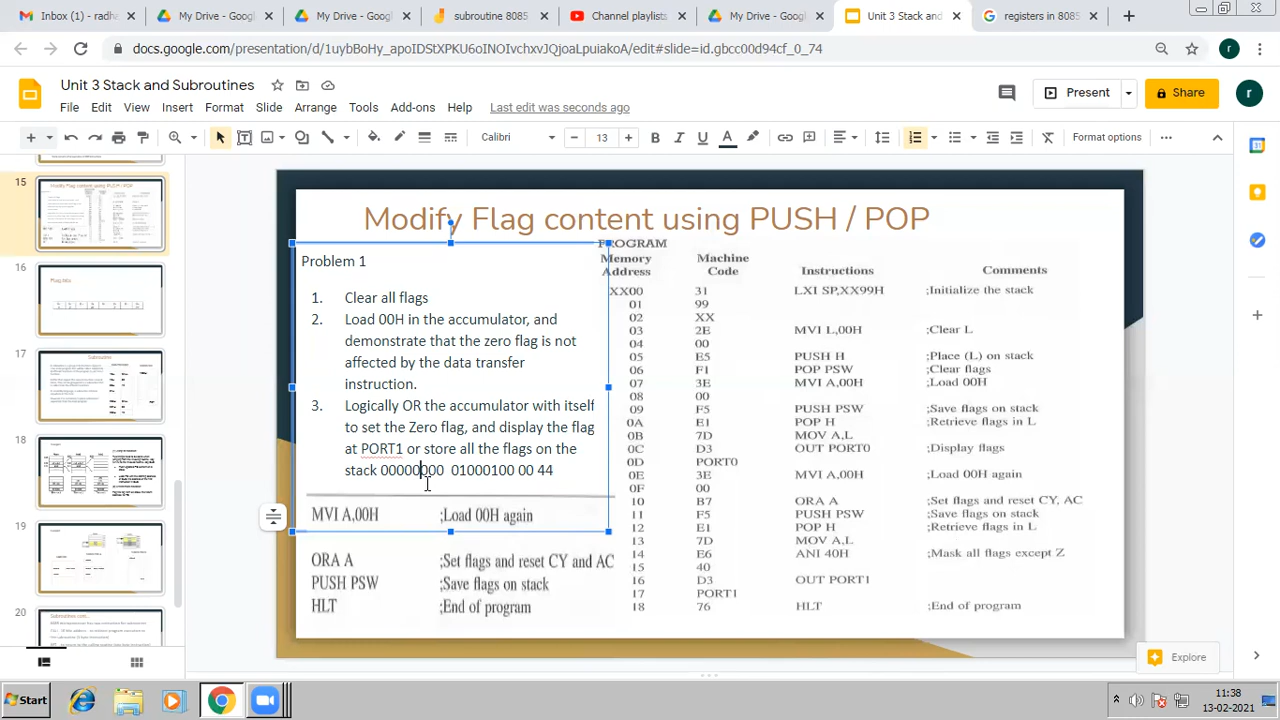 Inbox (1) - radha
My Drive - Googl
My Drive - Googl
subroutine 8085
Channel playlists
My Drive - Googl
Unit 3 Stack and
registers in 8085
docs.google.com/presentation/d/1uybBoHy_apoIDStXPKU6oINOIvchxvJQjoaLpuiakoA/edit#slide=id.gbcc00d94cf_0_74
r
Unit 3 Stack and Subroutines
File Edit View Insert Format Slide Arrange Tools Add-ons Help Last edit was seconds ago
Present
Share
r
Calibri
13
B I U A
Format options
15
16
17
18
19
20
Modify Flag content using PUSH / POP
Problem 1
1. Clear all flags
2. Load 00H in the accumulator, and
demonstrate that the zero flag is not
affected by the data transfer
instruction.
3. Logically OR the accumulator with itself
to set the Zero flag, and display the flag
at PORT1 or store all the flags on the
stack 00000000 01000100 00 44
MVI A,00H ;Load 00H again
ORA A ;Set flags and reset CY and AC
PUSH PSW ;Save flags on stack
HLT ;End of program
PROGRAM
Memory Machine
Address Code Instructions Comments
XX00 31 LXI SP,XX99H ;Initialize the stack
01 99
02 XX
03 2E MVI L,00H ;Clear L
04 00
05 E5 PUSH H ;Place (L) on stack
06 F1 POP PSW ;Clear flags
07 3E MVI A,00H ;Load 00H
08 00
09 F5 PUSH PSW ;Save flags on stack
0A E1 POP H ;Retrieve flags in L
0B 7D MOV A,L
0C D3 OUT PORT0 ;Display flags
0D PORT0
0E 3E MVI A,00H ;Load 00H again
0F 00
10 B7 ORA A ;Set flags and reset CY, AC
11 F5 PUSH PSW ;Save flags on stack
12 E1 POP H ;Retrieve flags in L
13 7D MOV A,L
14 E6 ANI 40H ;Mask all flags except Z
15 40
16 D3 OUT PORT1
17 PORT1
18 76 HLT ;End of program
Explore
Start
11:38
13-02-2021